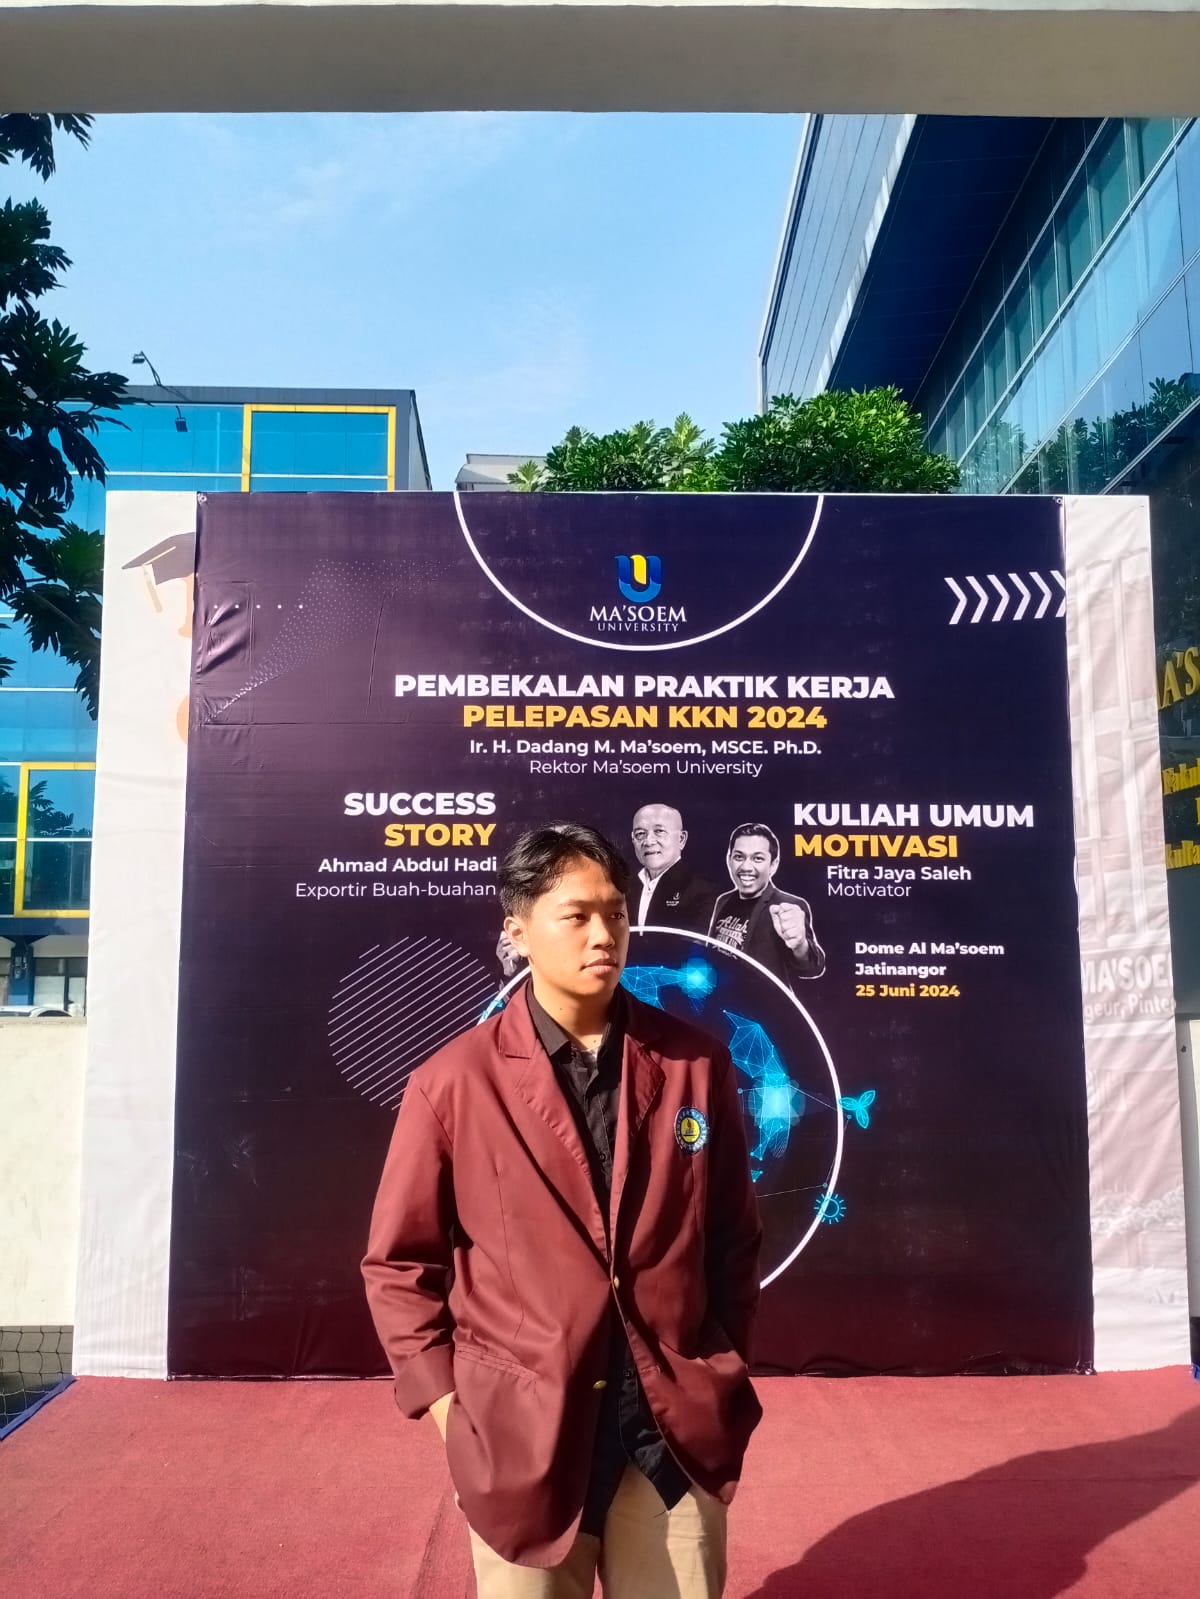 MA'SOEM
UNIVERSITY
PEMBEKALAN PRAKTIK KERJA
PELEPASAN KKN 2024
Ir. H. Dadang M. Ma'soem, MSCE. Ph.D.
Rektor Ma'soem University
SUCCESS
STORY
Ahmad Abdul Hadi
Exportir Buah-buahan
KULIAH UMUM
MOTIVASI
Fitra Jaya Saleh
Motivator
Dome Al Ma'soem
Jatinangor
25 Juni 2024
Allah